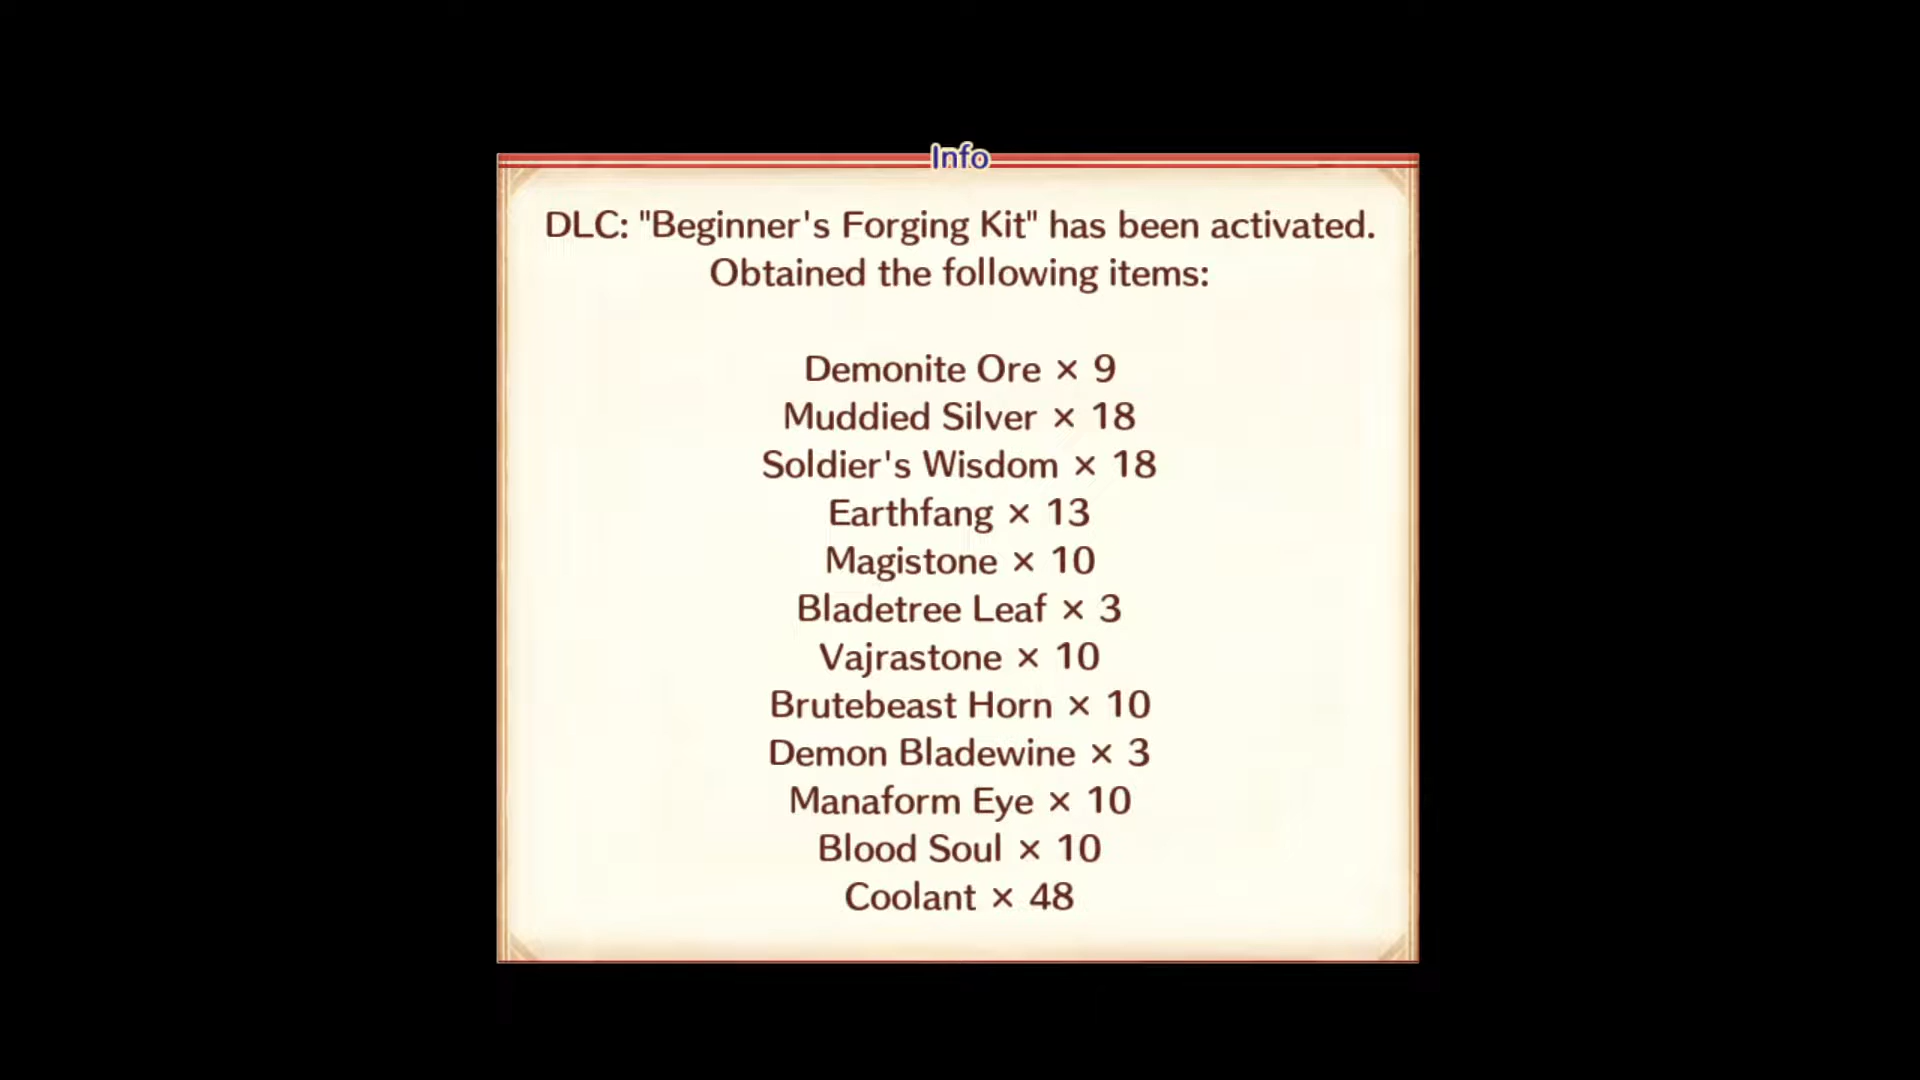 Info
DLC: "Beginner's Forging Kit" has been activated.
Obtained the following items:
Demonite Ore × 9
Muddied Silver × 18
Soldier's Wisdom × 18
Earthfang × 13
Magistone × 10
Bladetree Leaf × 3
Vajrastone × 10
Brutebeast Horn × 10
Demon Bladewine × 3
Manaform Eye × 10
Blood Soul × 10
Coolant × 48